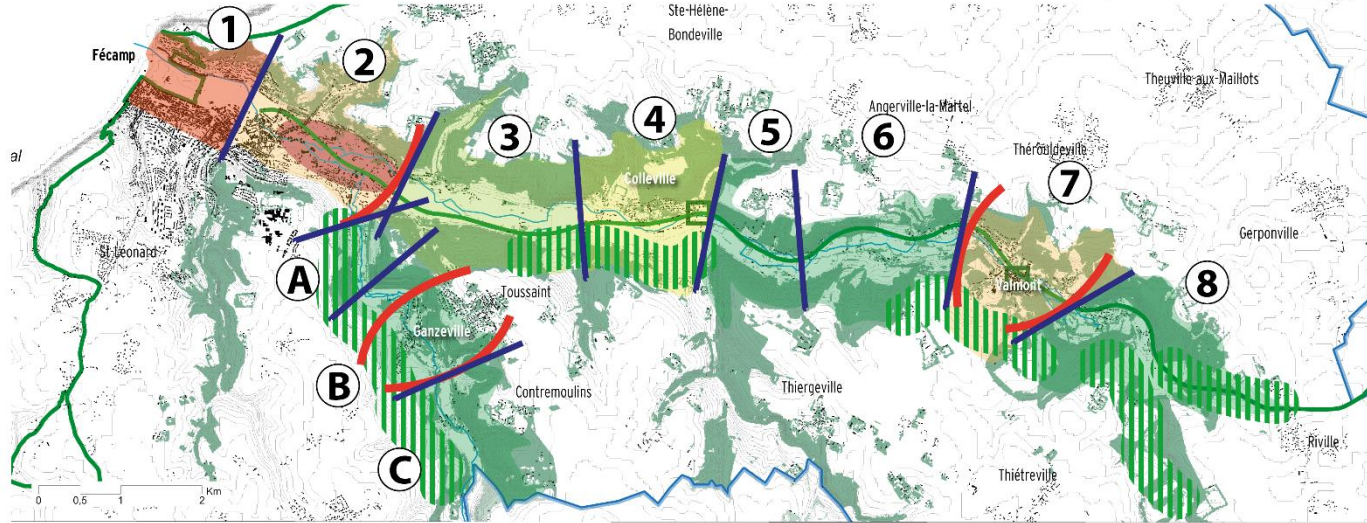 Ste-Hélène-
Bondeville
1
Fécamp
2
Theuville-aux-Maillots
Angerville-la-Martel
3
4
5
6
al
Thérouldeville
7
Colleville
St Léonard
Gerponville
A
Toussaint
Valmont
8
Ganzeville
B
Contremoulins
Thiergeville
Riville
C
Thiétreville
0 0,5 1 2 Km